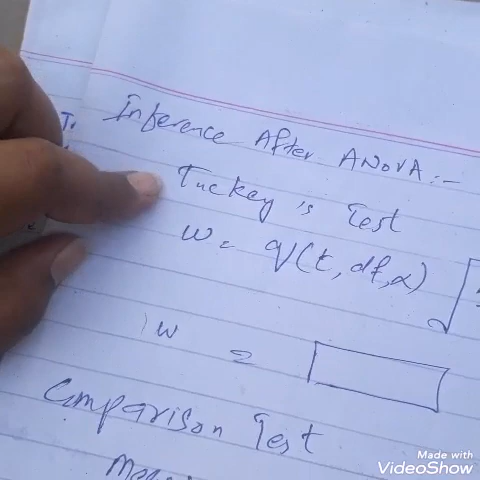 Inference After ANOVA:-
Tuckey's Test
w = q(t, df, α) √
w =
Comparison Test
Made with
VideoShow